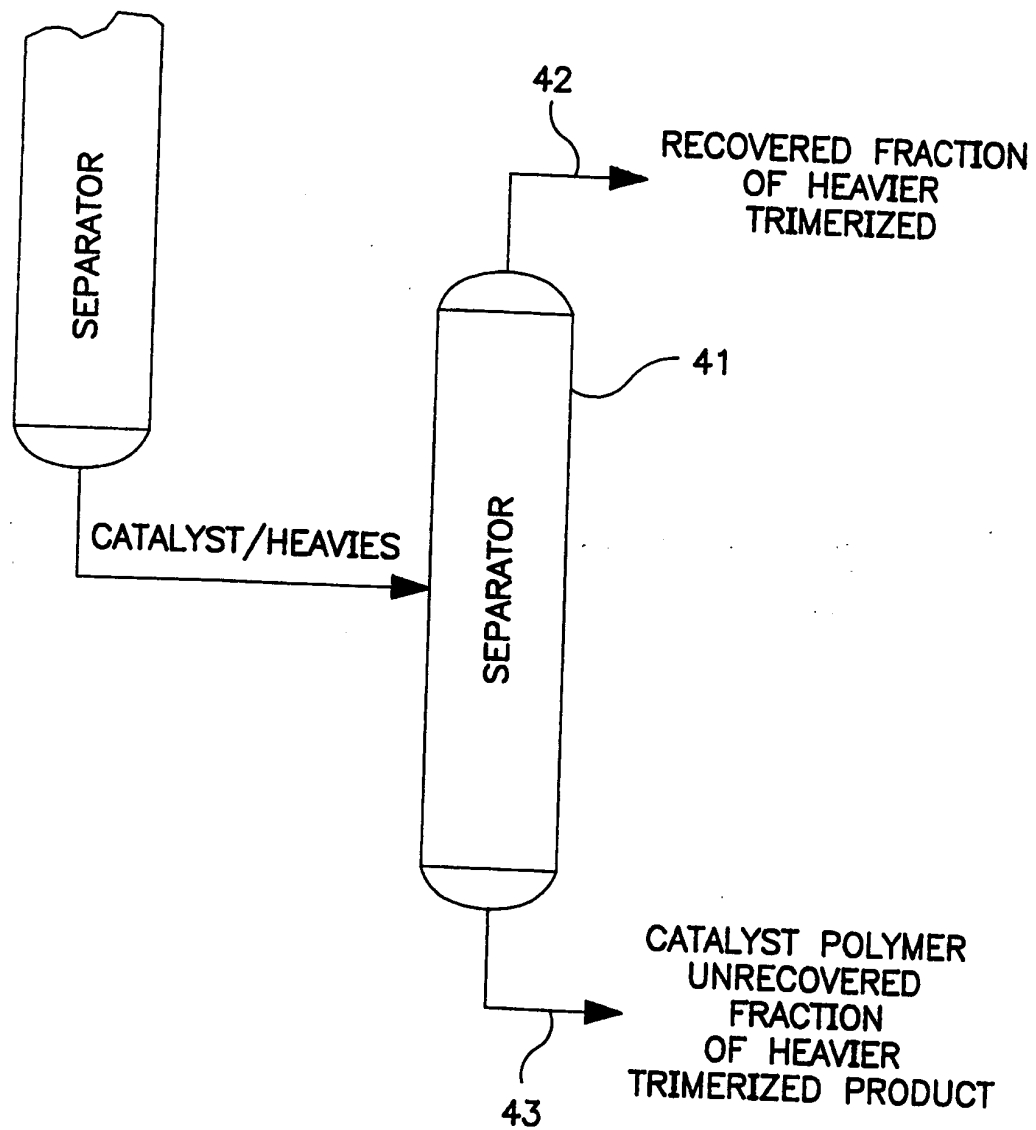 42
RECOVERED FRACTION
OF HEAVIER
TRIMERIZED
SEPARATOR
41
CATALYST/HEAVIES
SEPARATOR
CATALYST POLYMER
UNRECOVERED
FRACTION
OF HEAVIER
TRIMERIZED PRODUCT
43